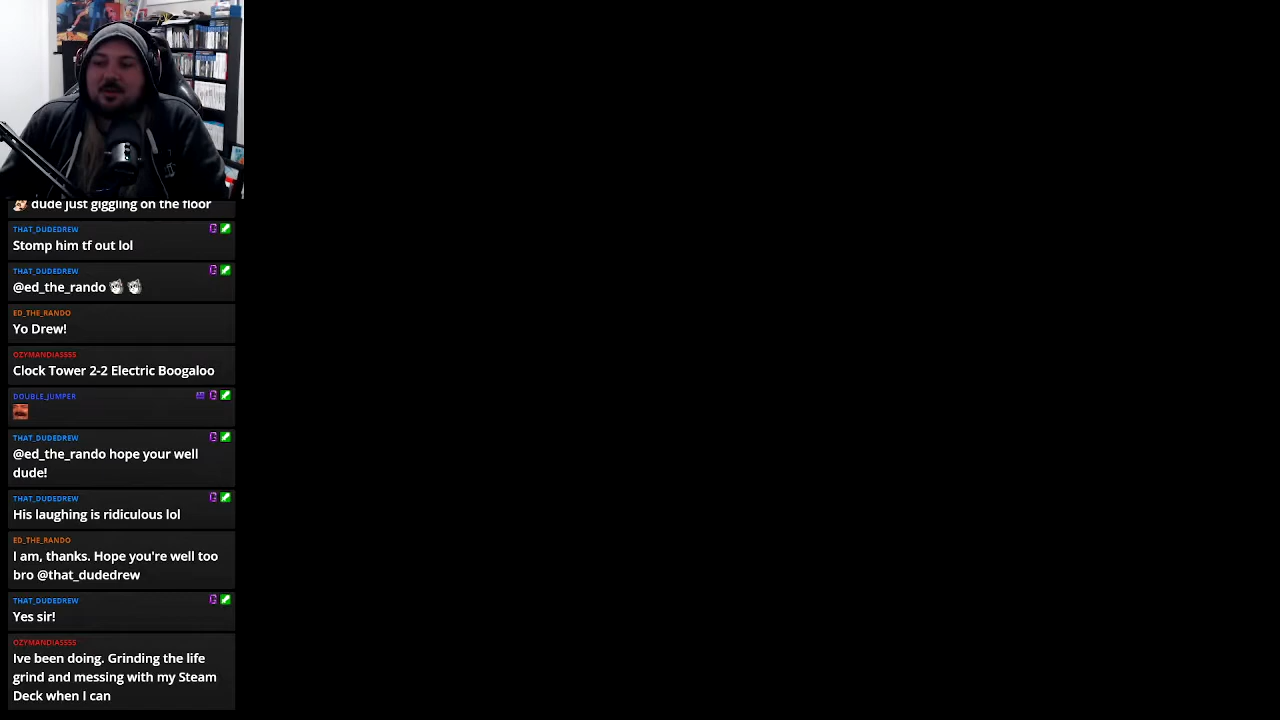 dude just giggling on the floor
THAT_DUDEDREW
Stomp him tf out lol
THAT_DUDEDREW
@ed_the_rando
ED_THE_RANDO
Yo Drew!
OZYMANDIAS555
Clock Tower 2-2 Electric Boogaloo
DOUBLE_JUMPER
THAT_DUDEDREW
@ed_the_rando hope your well
dude!
THAT_DUDEDREW
His laughing is ridiculous lol
ED_THE_RANDO
I am, thanks. Hope you're well too
bro @that_dudedrew
THAT_DUDEDREW
Yes sir!
OZYMANDIAS555
Ive been doing. Grinding the life
grind and messing with my Steam
Deck when I can